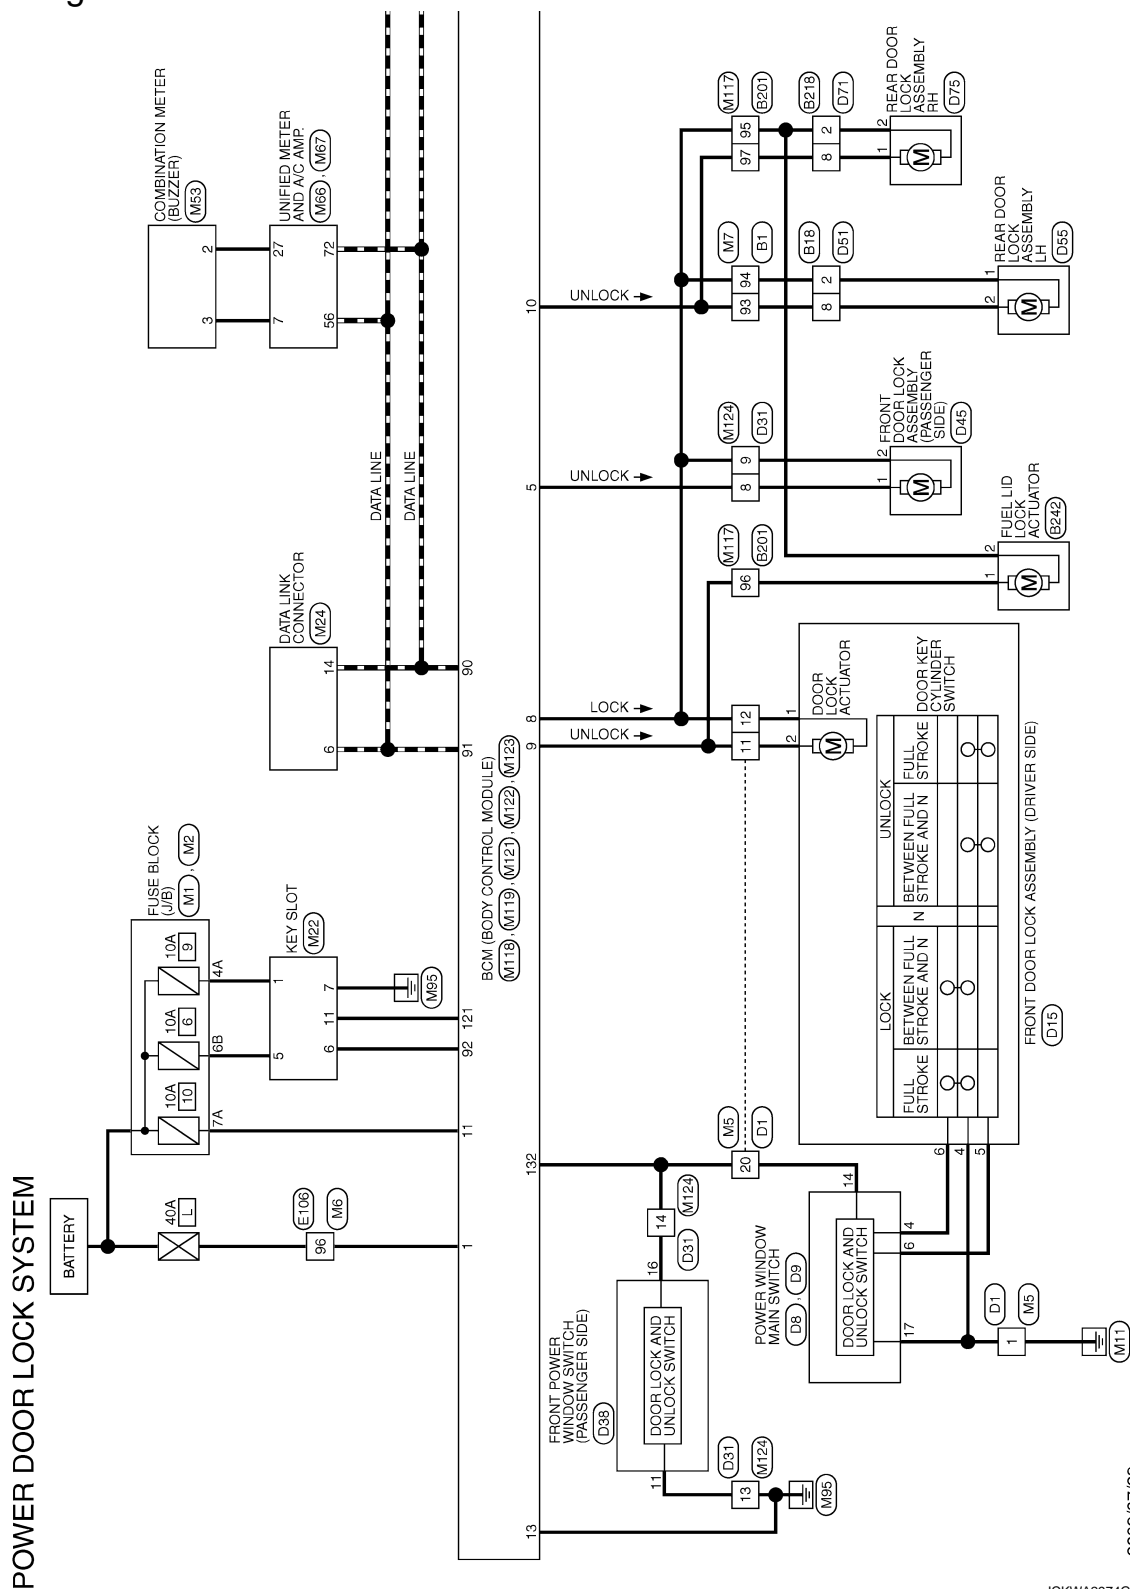 POWER DOOR LOCK SYSTEM
BATTERY
40A
L
E106
M6
96
1
FUSE BLOCK
(J/B)
M1 , M2
10A
10
10A
6
10A
9
7A
6B
4A
11
KEY SLOT
M22
5
1
6
11
7
92
121
M95
DATA LINK
CONNECTOR
M24
6
14
91
90
DATA LINE
DATA LINE
COMBINATION METER
(BUZZER)
M53
3
2
UNIFIED METER
AND A/C AMP.
M66 , M67
7
27
56
72
BCM (BODY CONTROL MODULE)
M118 , M119 , M121 , M122 , M123
13
132
9
8
5
10
FRONT POWER
WINDOW SWITCH
(PASSENGER SIDE)
D38
DOOR LOCK AND
UNLOCK SWITCH
16
11
14
M124
D31
D31
M124
13
M95
M5
D1
20
POWER WINDOW
MAIN SWITCH
D8 , D9
DOOR LOCK AND
UNLOCK SWITCH
14
4
6
17
D1
M5
1
M11
UNLOCK
LOCK
11
12
2
1
DOOR
LOCK
ACTUATOR
M
DOOR KEY
CYLINDER
SWITCH
LOCK
N
UNLOCK
FULL
STROKE
BETWEEN FULL
STROKE AND N
BETWEEN FULL
STROKE AND N
FULL
STROKE
6
4
5
FRONT DOOR LOCK ASSEMBLY (DRIVER SIDE)
D15
M117
B201
96
1
2
M
FUEL LID
LOCK
ACTUATOR
B242
UNLOCK
M124
D31
8
9
1
2
M
FRONT
DOOR LOCK
ASSEMBLY
(PASSENGER
SIDE)
D45
UNLOCK
M7
B1
93
94
B18
D51
8
2
2
1
M
REAR DOOR
LOCK
ASSEMBLY
LH
D55
M117
B201
97
95
B218
D71
8
2
1
2
M
REAR DOOR
LOCK
ASSEMBLY
RH
D75